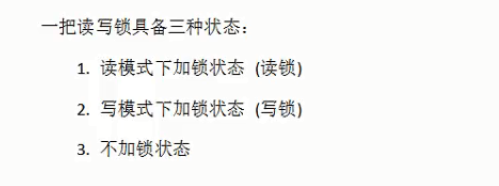 一把读写锁具备三种状态：
1. 读模式下加锁状态 (读锁)
2. 写模式下加锁状态 (写锁)
3. 不加锁状态